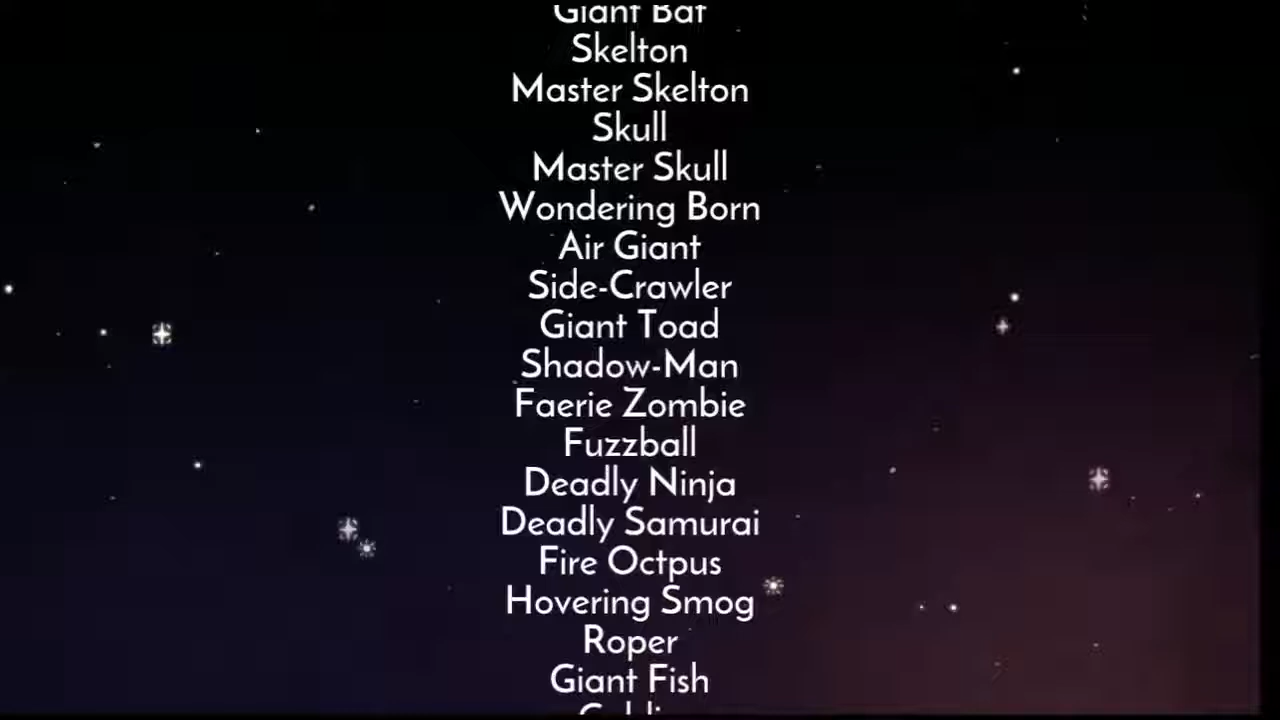 Giant Bat
Skelton
Master Skelton
Skull
Master Skull
Wondering Born
Air Giant
Side-Crawler
Giant Toad
Shadow-Man
Faerie Zombie
Fuzzball
Deadly Ninja
Deadly Samurai
Fire Octpus
Hovering Smog
Roper
Giant Fish